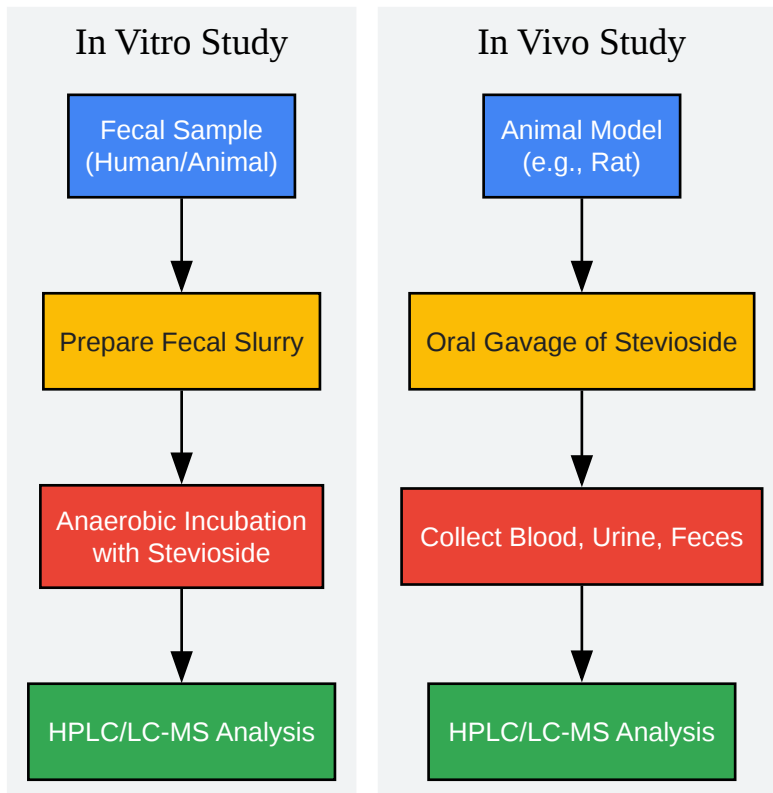 In Vitro Study
Fecal Sample
(Human/Animal)
Prepare Fecal Slurry
Anaerobic Incubation
with Stevioside
HPLC/LC-MS Analysis
In Vivo Study
Animal Model
(e.g., Rat)
Oral Gavage of Stevioside
Collect Blood, Urine, Feces
HPLC/LC-MS Analysis